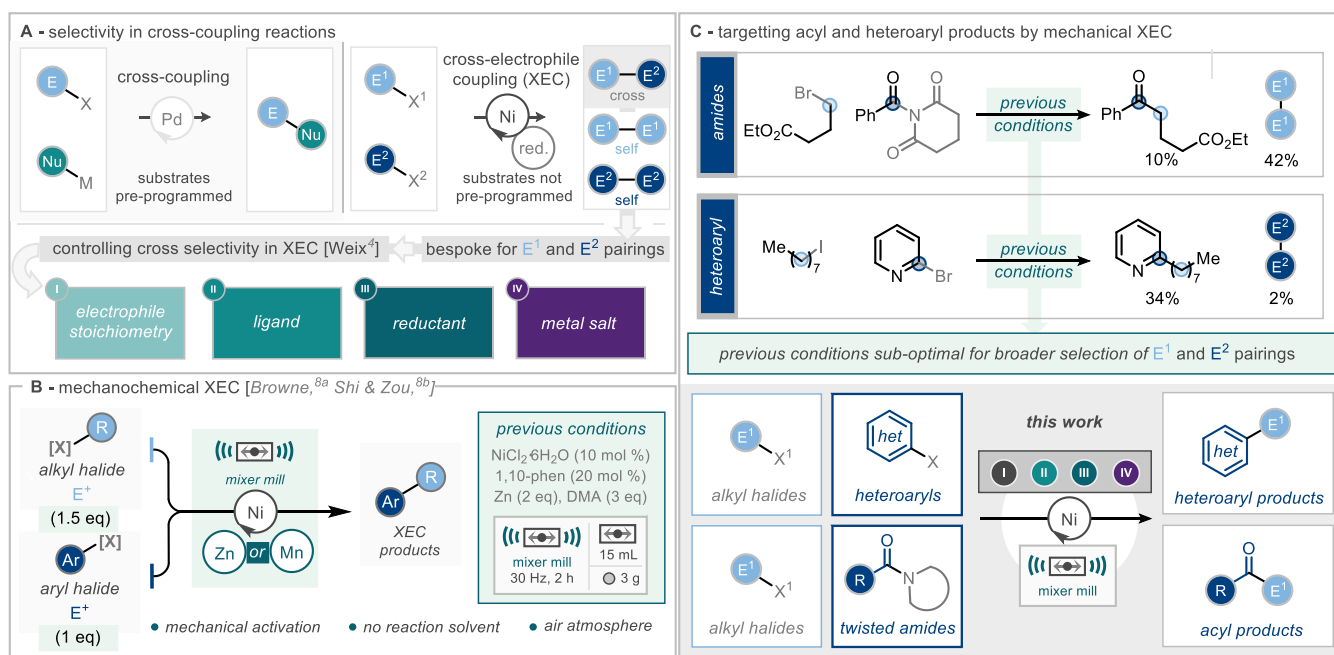 A - selectivity in cross-coupling reactions
E
X
Nu
M
cross-coupling
Pd
substrates
pre-programmed
E
Nu
E1
X1
E2
X2
cross-electrophile
coupling (XEC)
Ni
red.
substrates not
pre-programmed
E1
E2
cross
E1
E1
self
E2
E2
self
controlling cross selectivity in XEC [Weix4]
bespoke for E1 and E2 pairings
I
electrophile
stoichiometry
II
ligand
III
reductant
IV
metal salt
B - mechanochemical XEC [Browne,8a Shi & Zou,8b]
[X]
R
alkyl halide
E+
(1.5 eq)
[X]
Ar
aryl halide
E+
(1 eq)
mixer mill
Ni
Zn
or
Mn
R
Ar
XEC
products
previous conditions
NiCl2·6H2O (10 mol %)
1,10-phen (20 mol %)
Zn (2 eq), DMA (3 eq)
mixer mill
30 Hz, 2 h
15 mL
3 g
mechanical activation
no reaction solvent
air atmosphere
C - targetting acyl and heteroaryl products by mechanical XEC
amides
Br
EtO2C
O
Ph
N
O
O
previous
conditions
O
Ph
CO2Et
10%
E1
E1
42%
heteroaryl
Me
I
7
N
Br
previous
conditions
N
Me
7
34%
E2
E2
2%
previous conditions sub-optimal for broader selection of E1 and E2 pairings
E1
X1
alkyl halides
het
X
heteroaryls
E1
X1
alkyl halides
O
R
N
twisted amides
this work
I
II
III
IV
Ni
mixer mill
E1
het
heteroaryl products
O
R
E1
acyl products